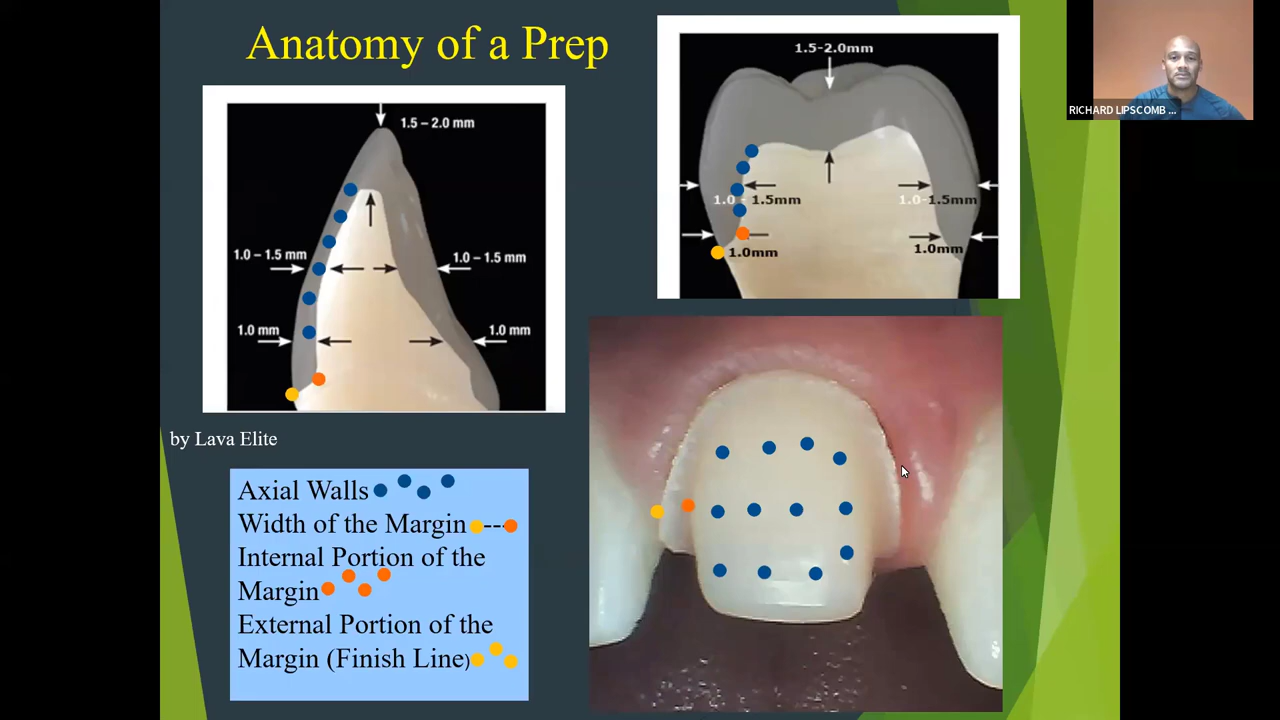 Anatomy of a Prep
1.5 – 2.0 mm
1.0 – 1.5 mm
1.0 – 1.5 mm
1.0 mm
1.0 mm
1.5-2.0mm
1.0 - 1.5mm
1.0-1.5mm
1.0mm
1.0mm
RICHARD LIPSCOMB ...
by Lava Elite
Axial Walls
Width of the Margin ---
Internal Portion of the
Margin
External Portion of the
Margin (Finish Line)